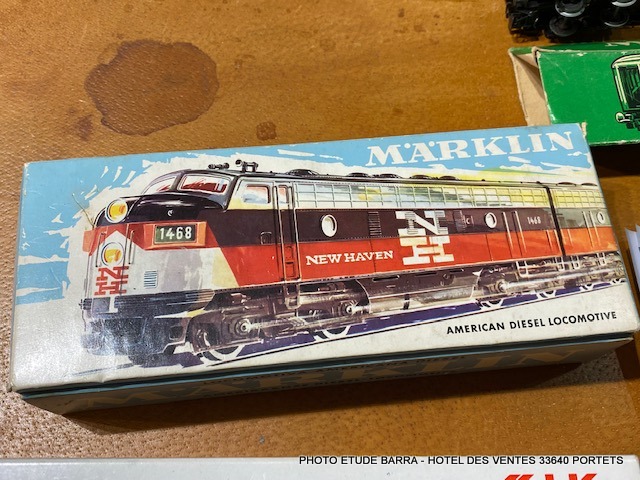 MÄRKLIN
1468
NEW HAVEN
N
H
1468
NH
AMERICAN DIESEL LOCOMOTIVE
PHOTO ETUDE BARRA - HOTEL DES VENTES 33640 PORTETS